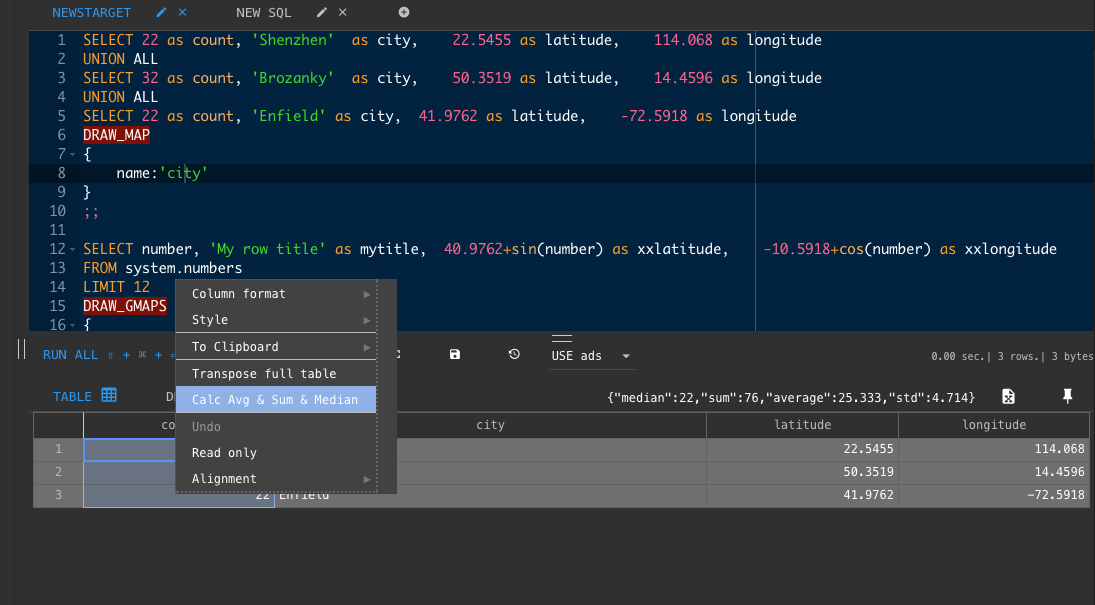 NEWSTARGET NEW SQL
1 SELECT 22 as count, 'Shenzhen' as city, 22.5455 as latitude, 114.068 as longitude
2 UNION ALL
3 SELECT 32 as count, 'Brozanky' as city, 50.3519 as latitude, 14.4596 as longitude
4 UNION ALL
5 SELECT 22 as count, 'Enfield' as city, 41.9762 as latitude, -72.5918 as longitude
6 DRAW_MAP
7 {
8 name:'city'
9 }
10 ;;
11
12 SELECT number, 'My row title' as mytitle, 40.9762+sin(number) as xxlatitude, -10.5918+cos(number) as xxlongitude
13 FROM system.numbers
14 LIMIT 12
15 DRAW_GMAPS
16 {
Column format
Style
To Clipboard
Transpose full table
Calc Avg & Sum & Median
Undo
Read only
Alignment
RUN ALL ⇧ + ⌘ + USE ads 0.00 sec.| 3 rows.| 3 bytes
TABLE {"median":22,"sum":76,"average":25.333,"std":4.714}
city latitude longitude
1 22.5455 114.068
2 50.3519 14.4596
3 22 Enfield 41.9762 -72.5918